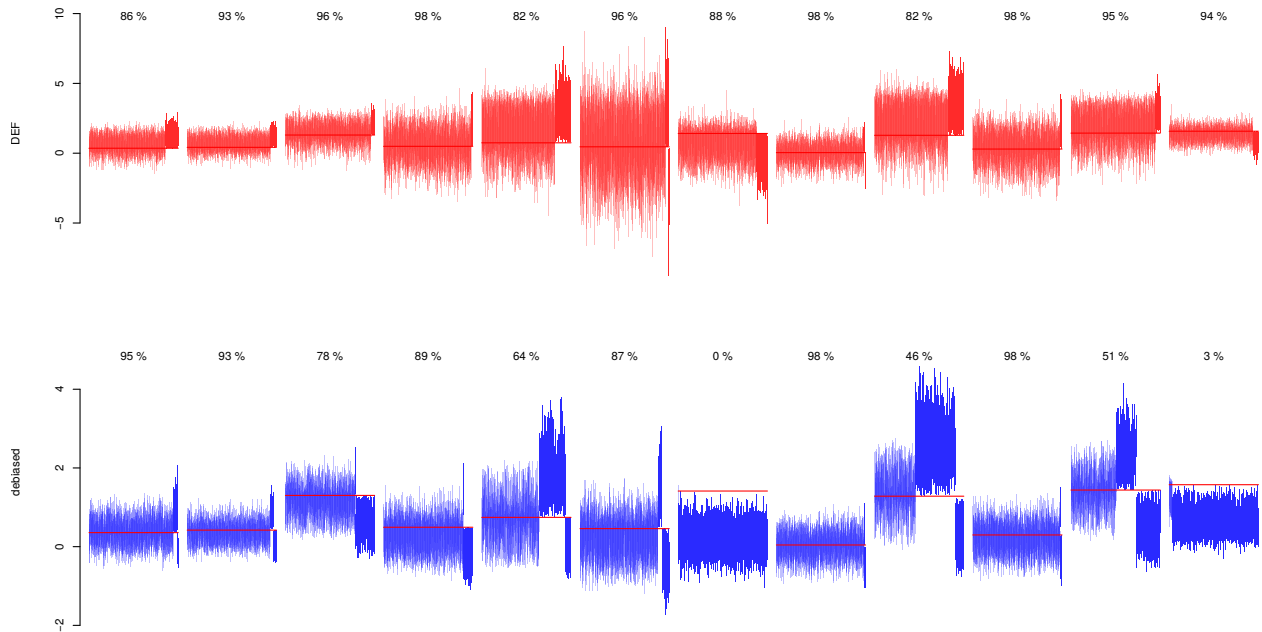 10
86 % 93 % 96 % 98 % 82 % 96 % 88 % 98 % 82 % 98 % 95 % 94 %
5
DEF
0
−5
95 % 93 % 78 % 89 % 64 % 87 % 0 % 98 % 46 % 98 % 51 % 3 %
4
2
debiased
0
−2